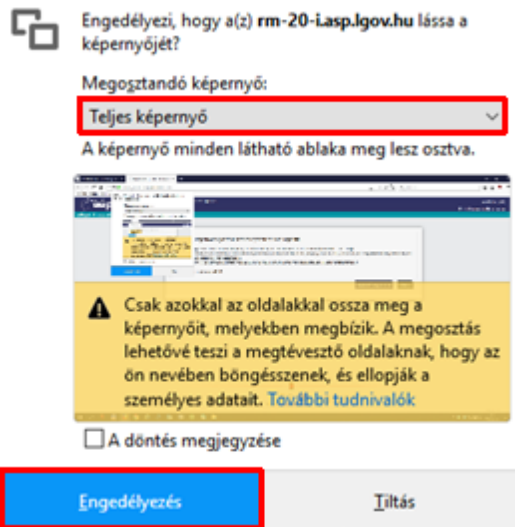 Engedélyezi, hogy a(z) rm-20-i.asp.lgov.hu lássa a
képernyőjét?
Megosztandó képernyő:
Teljes képernyő
A képernyő minden látható ablaka meg lesz osztva.
Csak azokkal az oldalakkal ossza meg a
képernyőit, melyekben megbízik. A megosztás
lehetővé teszi a megtévesztő oldalaknak, hogy az
ön nevében böngésszenek, és ellopják a
személyes adatait. További tudnivalók
A döntés megjegyzése
Engedélyezés
Tiltás